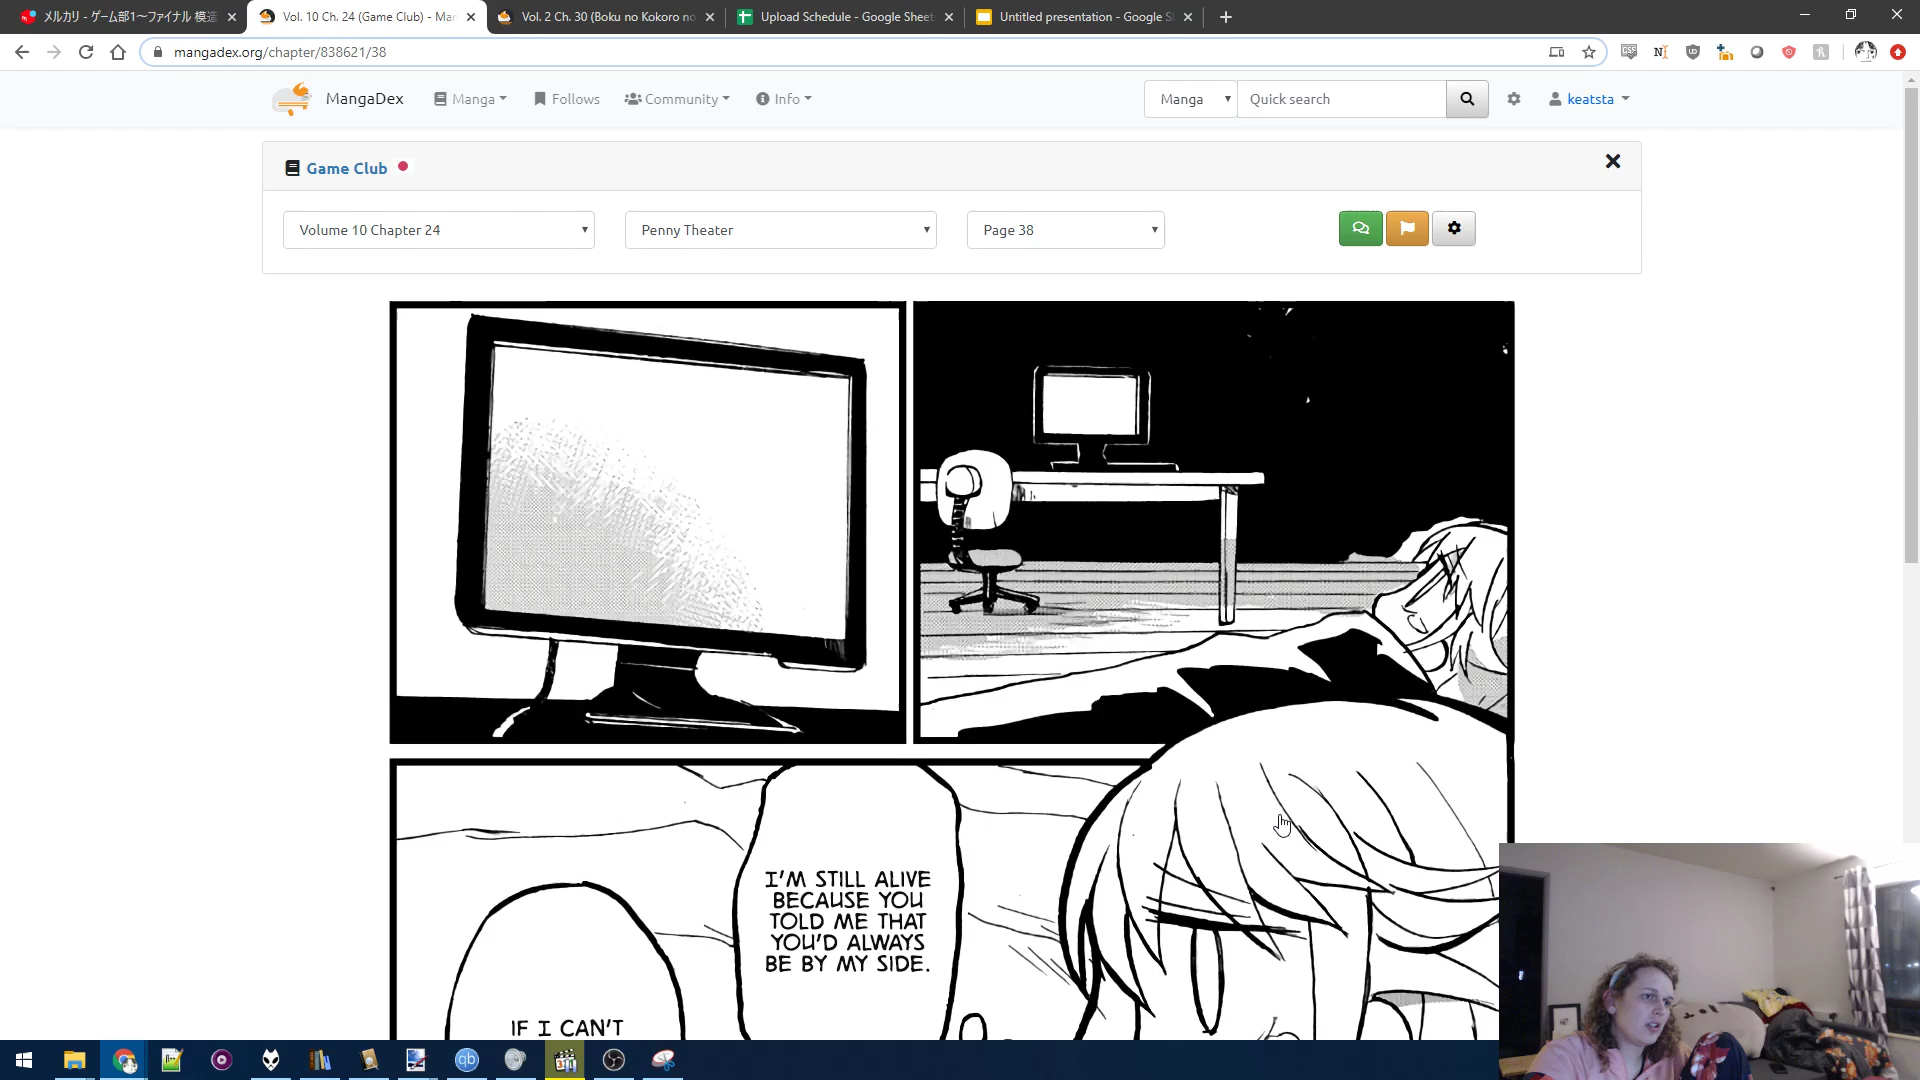 メルカリ - ゲーム部1〜ファイナル 模造
Vol. 10 Ch. 24 (Game Club) - Man
Vol. 2 Ch. 30 (Boku no Kokoro no
Upload Schedule - Google Sheets
Untitled presentation - Google Sl
mangadex.org/chapter/838621/38
MangaDex
Manga
Follows
Community
Info
Manga
Quick search
keatsta
Game Club
Volume 10 Chapter 24
Penny Theater
Page 38
I'M STILL ALIVE
BECAUSE YOU
TOLD ME THAT
YOU'D ALWAYS
BE BY MY SIDE.
IF I CAN'T